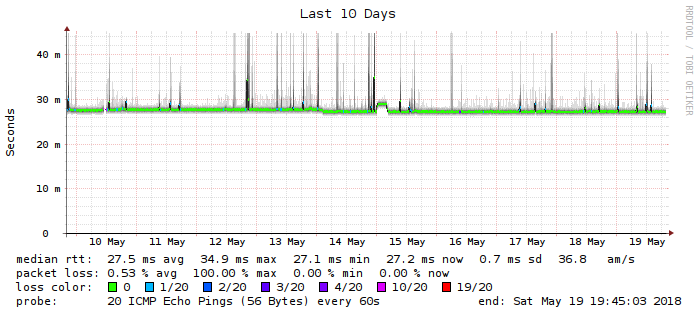 Last 10 Days
RRDTOOL / TOBI OETIKER
Seconds
40 m
30 m
20 m
10 m
0
10 May 11 May 12 May 13 May 14 May 15 May 16 May 17 May 18 May 19 May
median rtt: 27.5 ms avg 34.9 ms max 27.1 ms min 27.2 ms now 0.7 ms sd 36.8 am/s
packet loss: 0.53 % avg 100.00 % max 0.00 % min 0.00 % now
loss color: 0 1/20 2/20 3/20 4/20 10/20 19/20
probe: 20 ICMP Echo Pings (56 Bytes) every 60s end: Sat May 19 19:45:03 2018